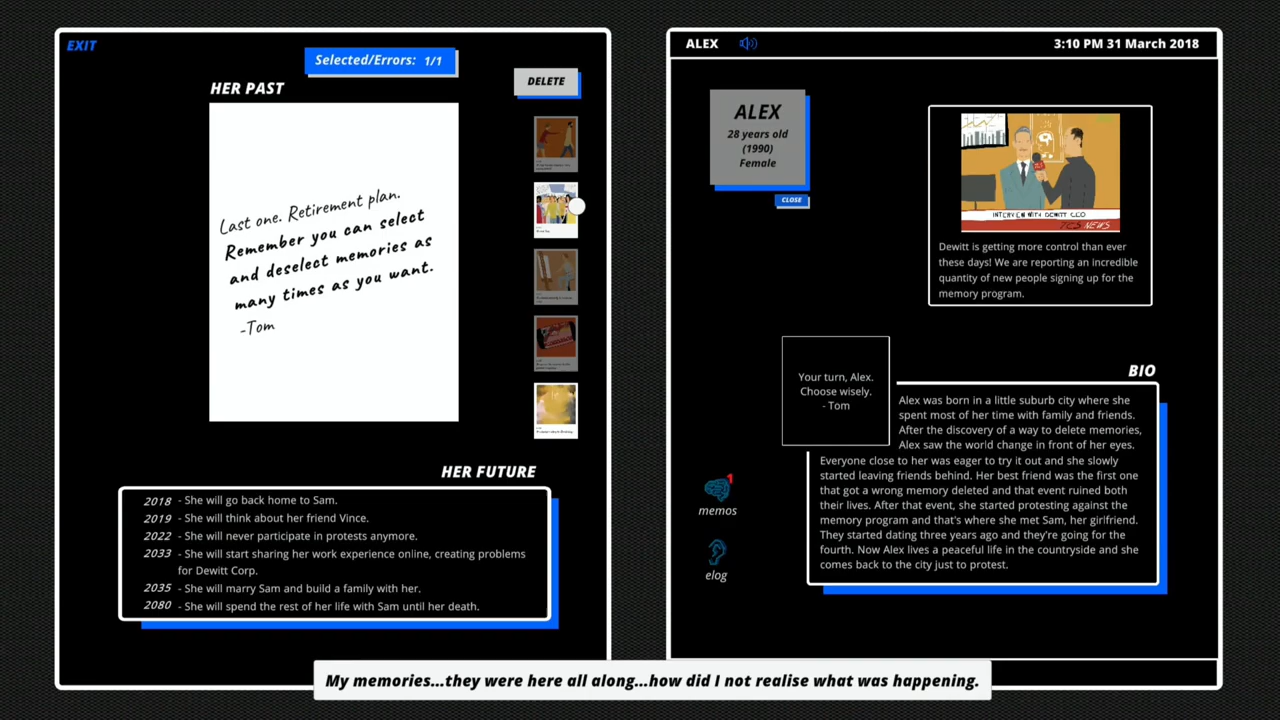 EXIT
Selected/Errors: 1/1
HER PAST
DELETE
Last one. Retirement plan.
Remember you can select
and deselect memories as
many times as you want.
-Tom
HER FUTURE
2018 - She will go back home to Sam.
2019 - She will think about her friend Vince.
2022 - She will never participate in protests anymore.
2033 - She will start sharing her work experience online, creating problems
for Dewitt Corp.
2035 - She will marry Sam and build a family with her.
2080 - She will spend the rest of her life with Sam until her death.
ALEX
3:10 PM 31 March 2018
ALEX
28 years old
(1990)
Female
CLOSE
INTERVIEW WITH DEWITT CEO
NEWS
Dewitt is getting more control than ever
these days! We are reporting an incredible
quantity of new people signing up for the
memory program.
Your turn, Alex.
Choose wisely.
- Tom
BIO
Alex was born in a little suburb city where she
spent most of her time with family and friends.
After the discovery of a way to delete memories,
Alex saw the world change in front of her eyes.
Everyone close to her was eager to try it out and she slowly
started leaving friends behind. Her best friend was the first one
that got a wrong memory deleted and that event ruined both
their lives. After that event, she started protesting against the
memory program and that's where she met Sam, her girlfriend.
They started dating three years ago and they're going for the
fourth. Now Alex lives a peaceful life in the countryside and she
comes back to the city just to protest.
1
memos
elog
My memories...they were here all along...how did I not realise what was happening.